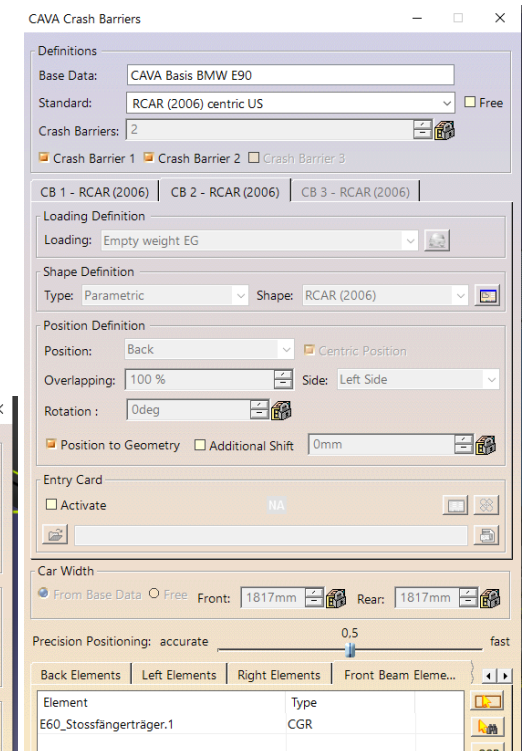 CAVA Crash Barriers
Definitions
Base Data: CAVA Basis BMW E90
Standard: RCAR (2006) centric US Free
Crash Barriers: 2
Crash Barrier 1 Crash Barrier 2 Crash Barrier 3
CB 1 - RCAR (2006) CB 2 - RCAR (2006) CB 3 - RCAR (2006)
Loading Definition
Loading: Empty weight EG
Shape Definition
Type: Parametric Shape: RCAR (2006)
Position Definition
Position: Back Centric Position
Overlapping: 100 % Side: Left Side
Rotation : 0deg
Position to Geometry Additional Shift 0mm
Entry Card
Activate NA
Car Width
From Base Data Free Front: 1817mm Rear: 1817mm
Precision Positioning: accurate 0,5 fast
Back Elements Left Elements Right Elements Front Beam Eleme...
Element Type
E60_Stossfängerträger.1 CGR